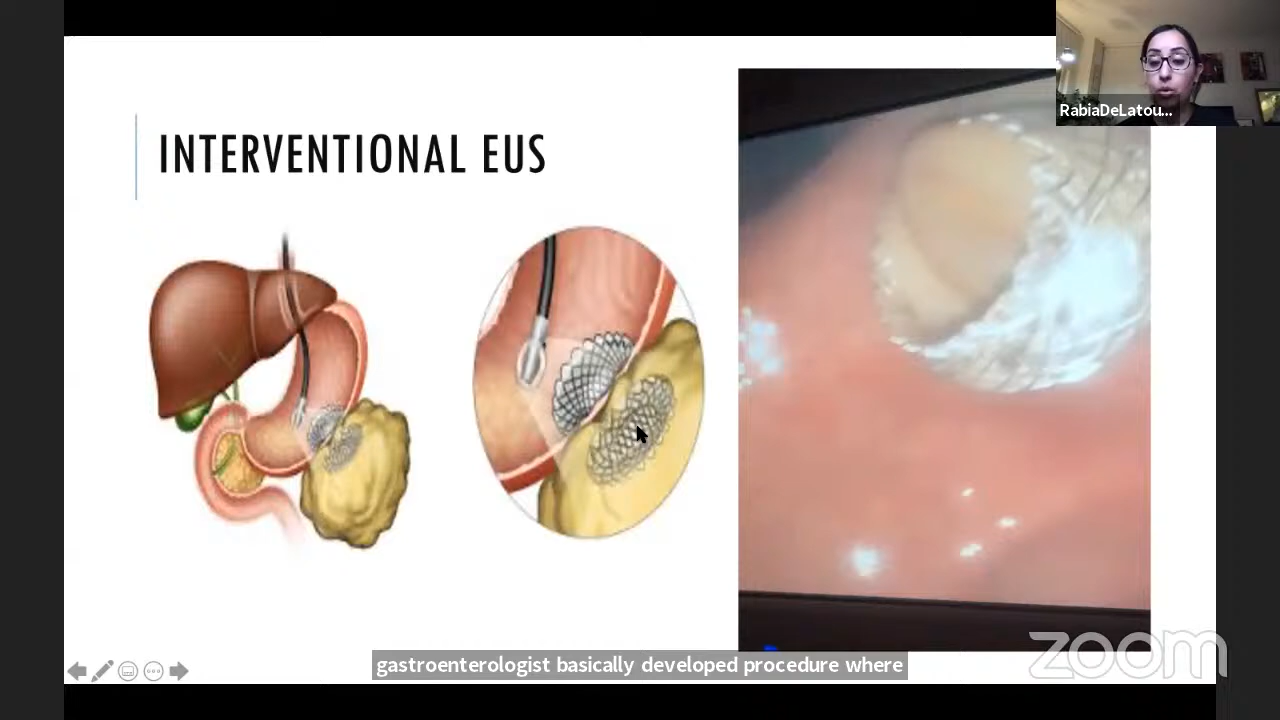 RabiaDeLatou...
INTERVENTIONAL EUS
gastroenterologist basically developed procedure where
zoom